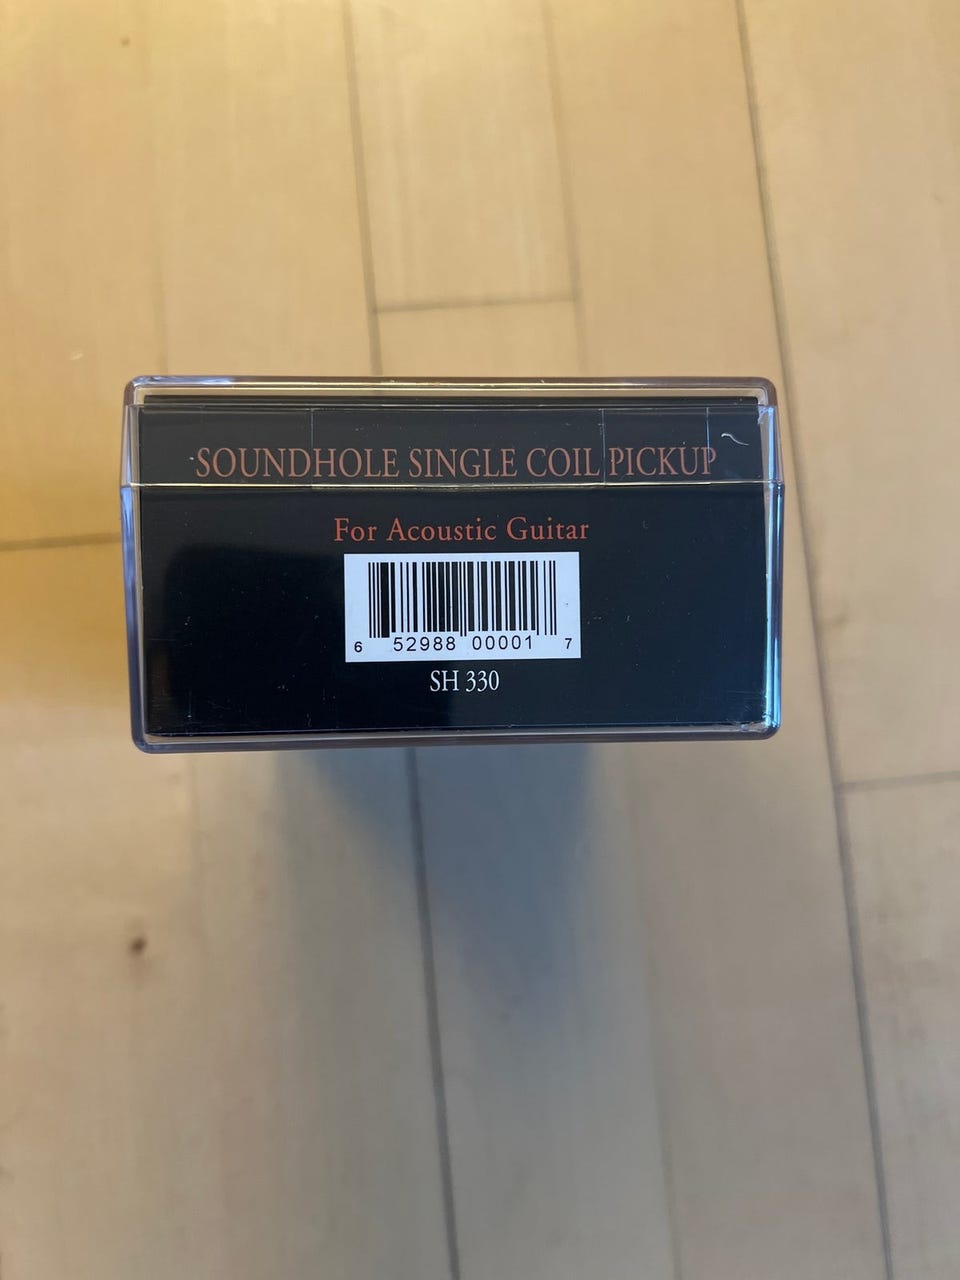 SOUNDHOLE SINGLE COIL PICKUP
For Acoustic Guitar
6 52988 00001 7
SH 330